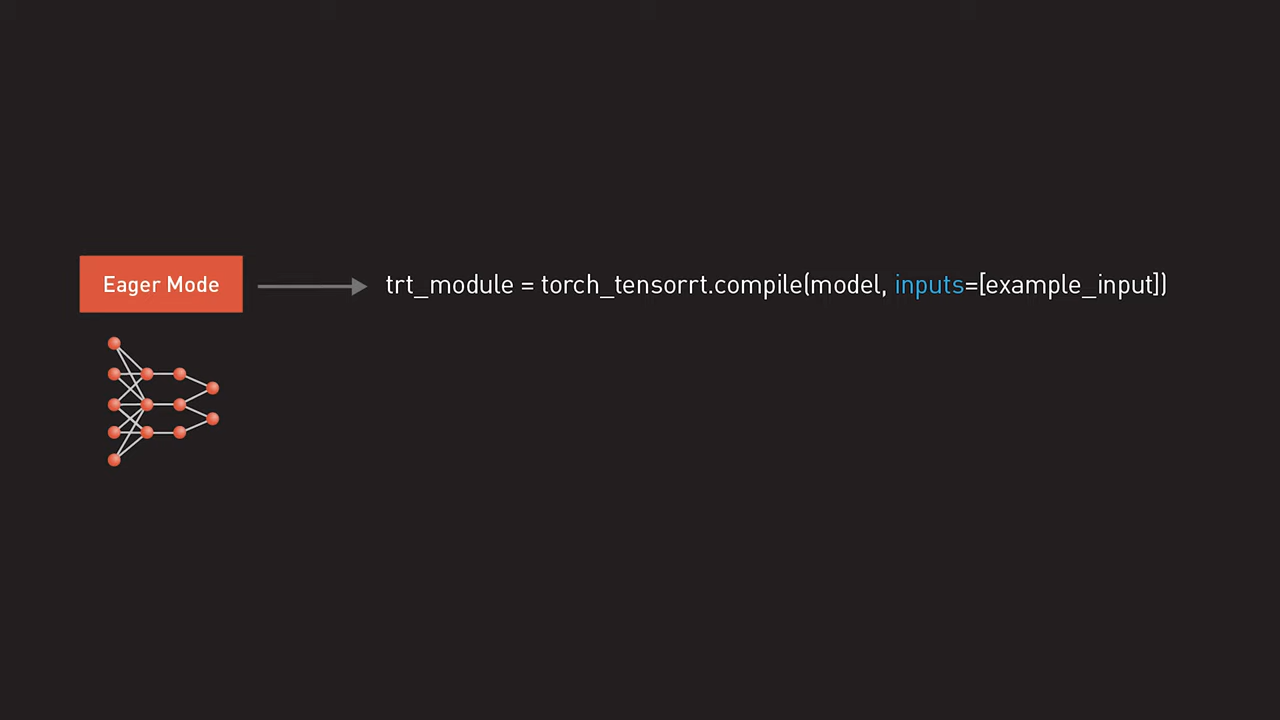 Eager Mode
trt_module = torch_tensorrt.compile(model, inputs=[example_input])